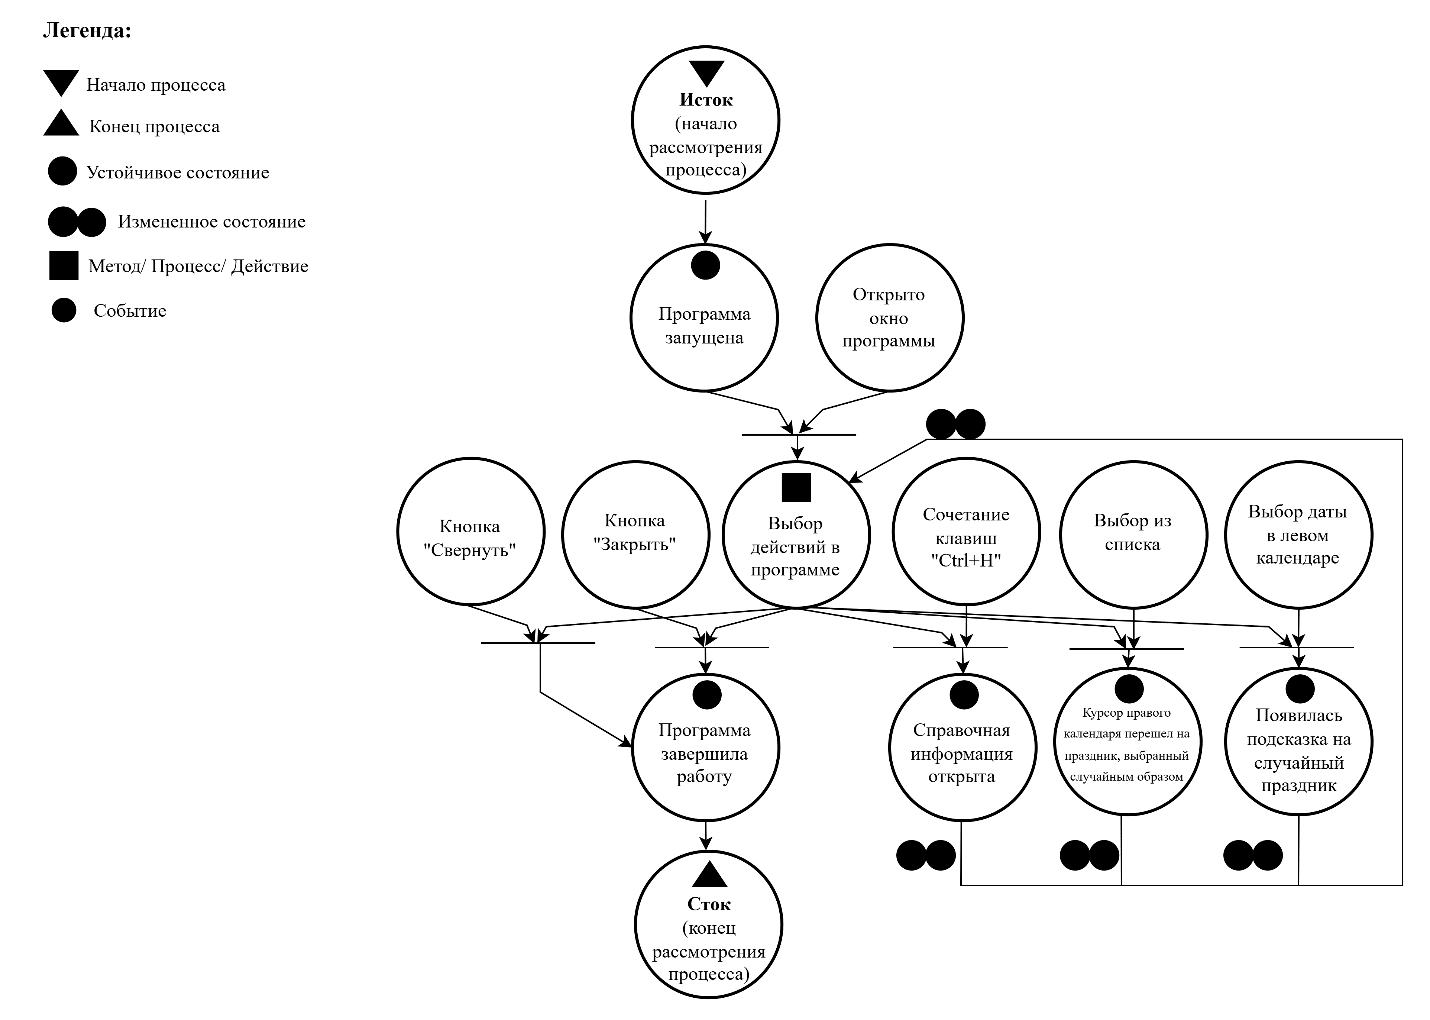 Легенда:
Начало процесса
Конец процесса
Устойчивое состояние
Измененное состояние
Метод/ Процесс/ Действие
Событие
Исток
(начало
рассмотрения
процесса)
Программа
запущена
Открыто
окно
программы
Кнопка
"Свернуть"
Кнопка
"Закрыть"
Выбор
действий в
программе
Сочетание
клавиш
"Ctrl+H"
Выбор из
списка
Выбор даты
в левом
календаре
Программа
завершила
работу
Справочная
информация
открыта
Курсор правого
календаря перешел на
праздник, выбранный
случайным образом
Появилась
подсказка на
случайный
праздник
Сток
(конец
рассмотрения
процесса)